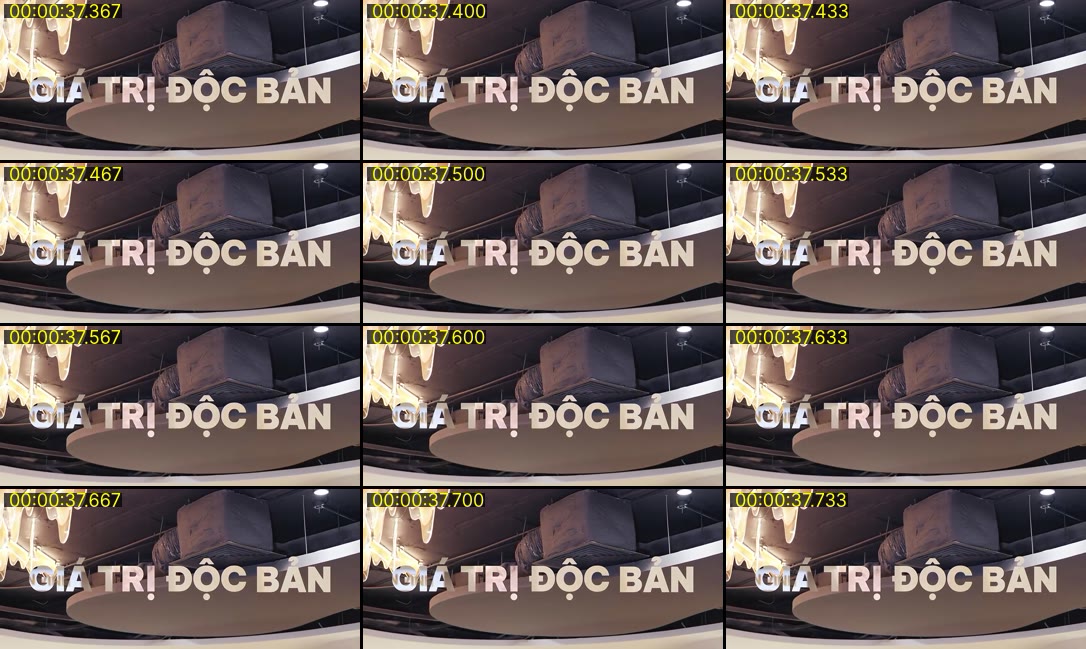 00:00:37.367 00:00:37.400 00:00:37.433
GIÁ TRỊ ĐỘC BẢN GIÁ TRỊ ĐỘC BẢN GIÁ TRỊ ĐỘC BẢN
00:00:37.467 00:00:37.500 00:00:37.533
GIÁ TRỊ ĐỘC BẢN GIÁ TRỊ ĐỘC BẢN GIÁ TRỊ ĐỘC BẢN
00:00:37.567 00:00:37.600 00:00:37.633
GIÁ TRỊ ĐỘC BẢN GIÁ TRỊ ĐỘC BẢN GIÁ TRỊ ĐỘC BẢN
00:00:37.667 00:00:37.700 00:00:37.733
GIÁ TRỊ ĐỘC BẢN GIÁ TRỊ ĐỘC BẢN GIÁ TRỊ ĐỘC BẢN